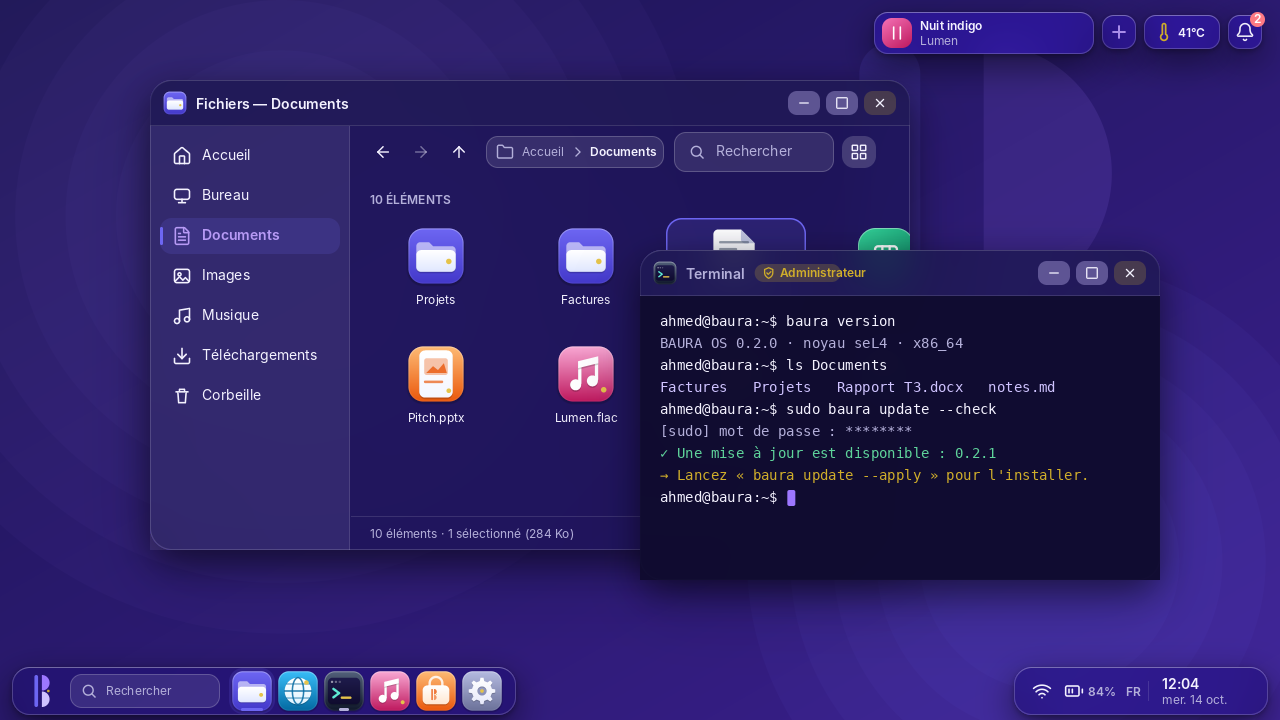 Nuit indigo
Lumen
41°C
2
Fichiers — Documents
Accueil
Bureau
Documents
Images
Musique
Téléchargements
Corbeille
Accueil
Documents
Rechercher
10 ÉLÉMENTS
Projets
Factures
Pitch.pptx
Lumen.flac
10 éléments · 1 sélectionné (284 Ko)
Terminal
Administrateur
ahmed@baura:~$ baura version
BAURA OS 0.2.0 · noyau seL4 · x86_64
ahmed@baura:~$ ls Documents
Factures   Projets   Rapport T3.docx   notes.md
ahmed@baura:~$ sudo baura update --check
[sudo] mot de passe : ********
✓ Une mise à jour est disponible : 0.2.1
→ Lancez « baura update --apply » pour l'installer.
ahmed@baura:~$
Rechercher
84%
FR
12:04
mer. 14 oct.